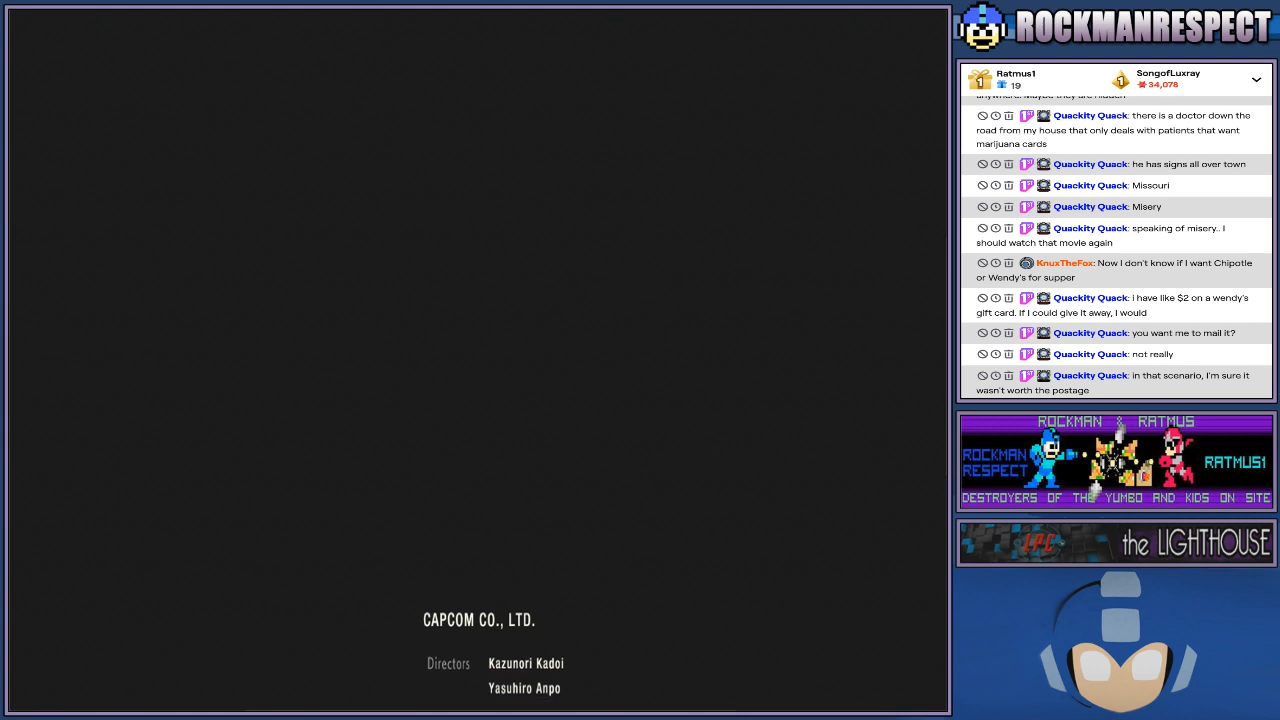 CAPCOM CO., LTD.
Directors Kazunori Kadoi
Yasuhiro Anpo
ROCKMANRESPECT
Ratmus1
19
SongofLuxray
34,078
anywhere. Maybe they are hidden
Quackity Quack: there is a doctor down the
road from my house that only deals with patients that want
marijuana cards
Quackity Quack: he has signs all over town
Quackity Quack: Missouri
Quackity Quack: Misery
Quackity Quack: speaking of misery.. I
should watch that movie again
KnuxTheFox: Now I don't know if I want Chipotle
or Wendy's for supper
Quackity Quack: i have like $2 on a wendy's
gift card. If I could give it away, I would
Quackity Quack: you want me to mail it?
Quackity Quack: not really
Quackity Quack: in that scenario, I'm sure it
wasn't worth the postage
ROCKMAN & RATMUS
ROCKMAN
RESPECT
RATMUS1
DESTROYERS OF THE YUMBO AND KIDS ON SITE
LPC the LIGHTHOUSE